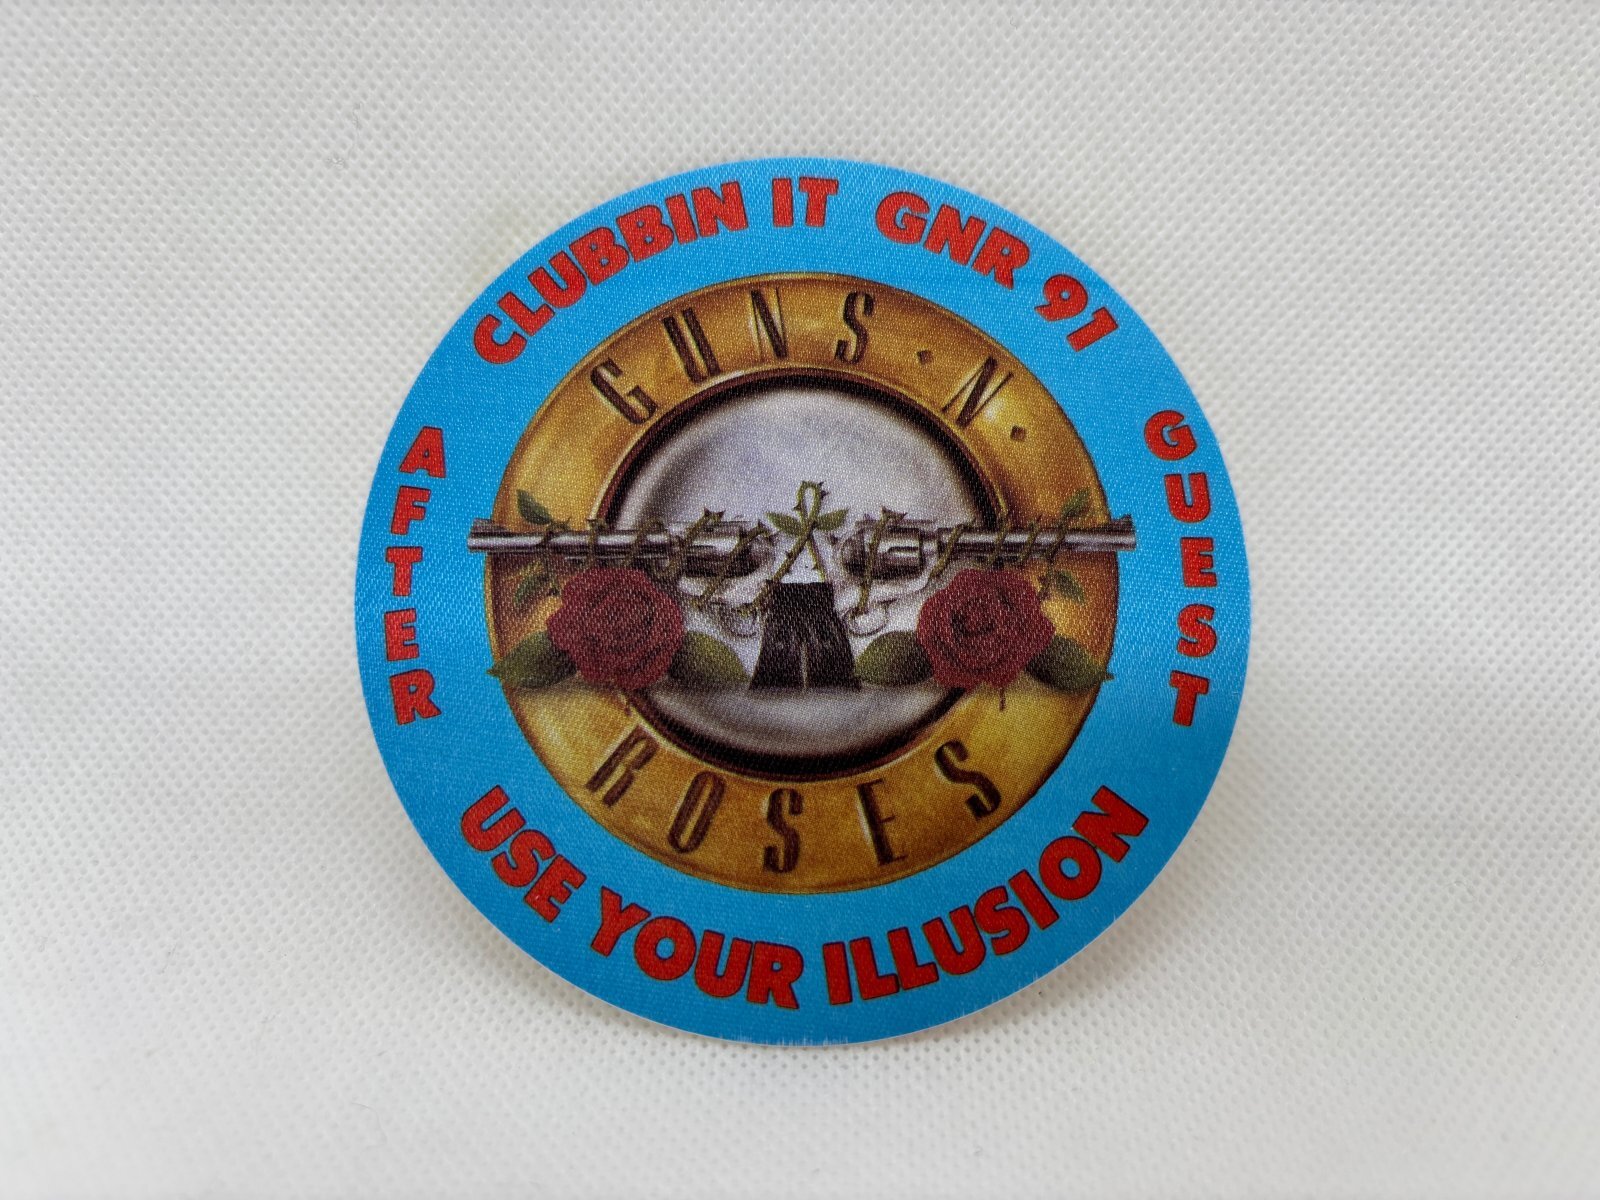 CLUBBIN IT GNR 91
GUNS · N ·
ROSES
AFTER
GUEST
USE YOUR ILLUSION